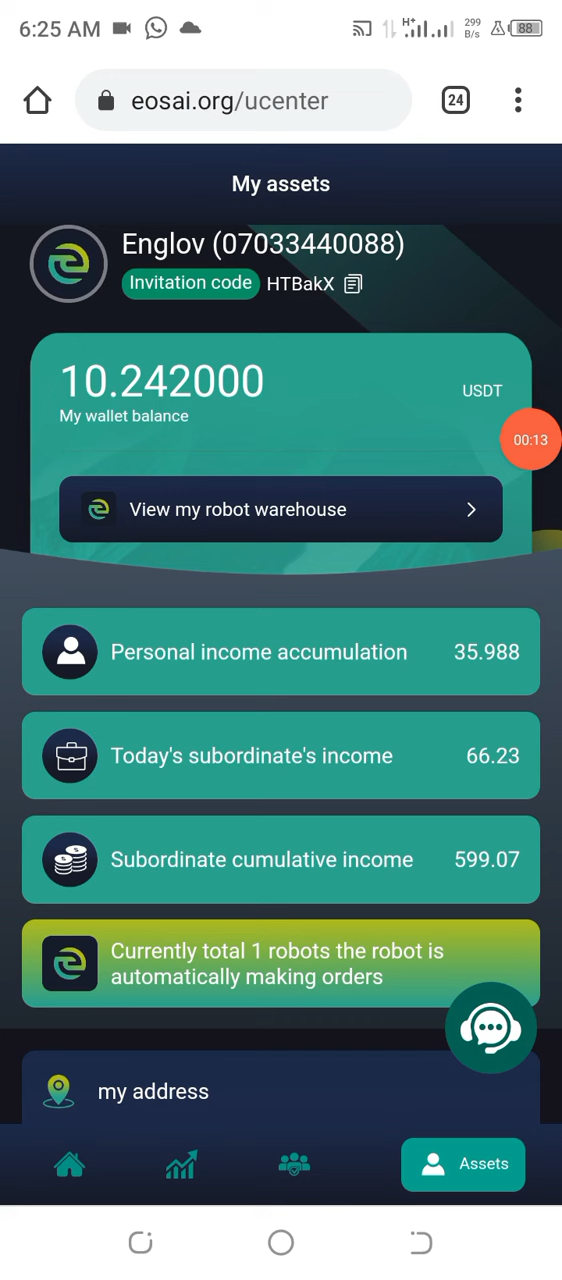 6:25 AM
H+
299
B/s
88
eosai.org/ucenter
24
My assets
Englov (07033440088)
Invitation code HTBakX
10.242000
USDT
My wallet balance
00:13
View my robot warehouse
Personal income accumulation 35.988
Today's subordinate's income 66.23
Subordinate cumulative income 599.07
Currently total 1 robots the robot is
automatically making orders
my address
Assets